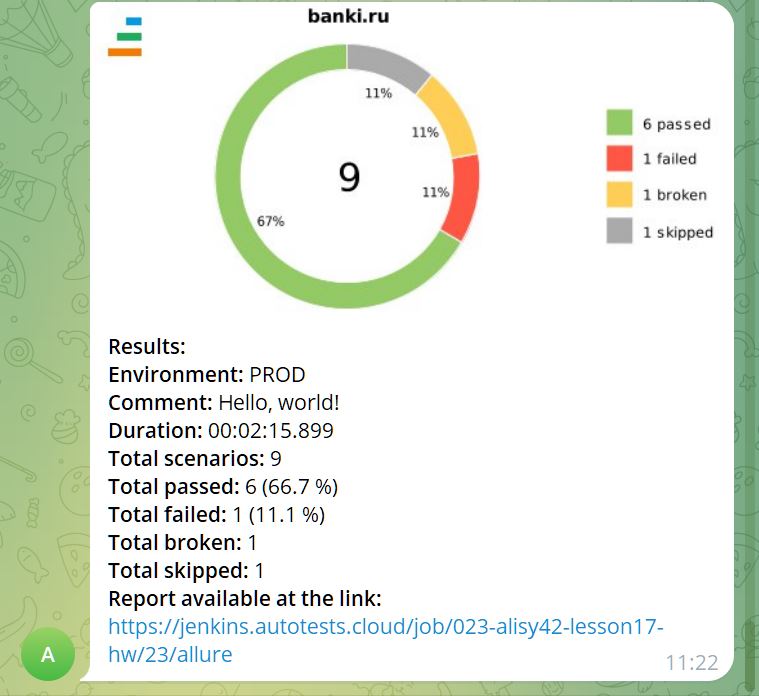 banki.ru
11%
11%
11%
67%
9
6 passed
1 failed
1 broken
1 skipped
Results:
Environment: PROD
Comment: Hello, world!
Duration: 00:02:15.899
Total scenarios: 9
Total passed: 6 (66.7 %)
Total failed: 1 (11.1 %)
Total broken: 1
Total skipped: 1
Report available at the link:
https://jenkins.autotests.cloud/job/023-alisy42-lesson17-
hw/23/allure
A
11:22